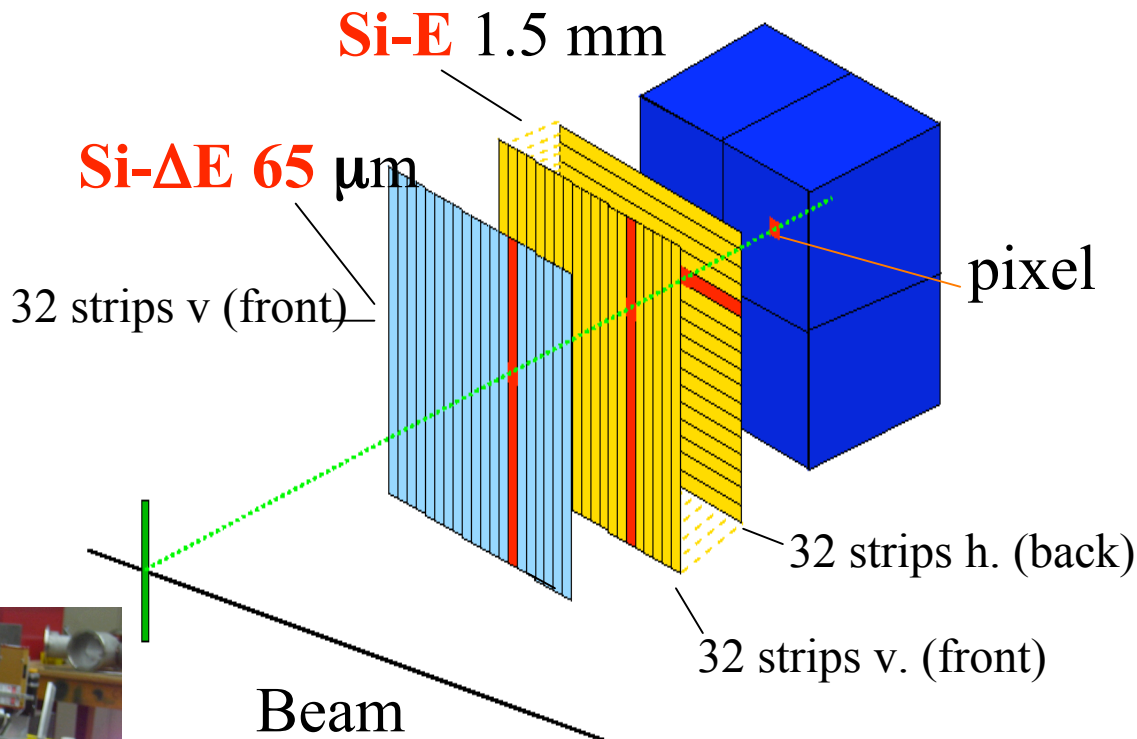 Si-E 1.5 mm
Si-ΔE 65 μm
pixel
32 strips v (front)
32 strips h. (back)
32 strips v. (front)
Beam